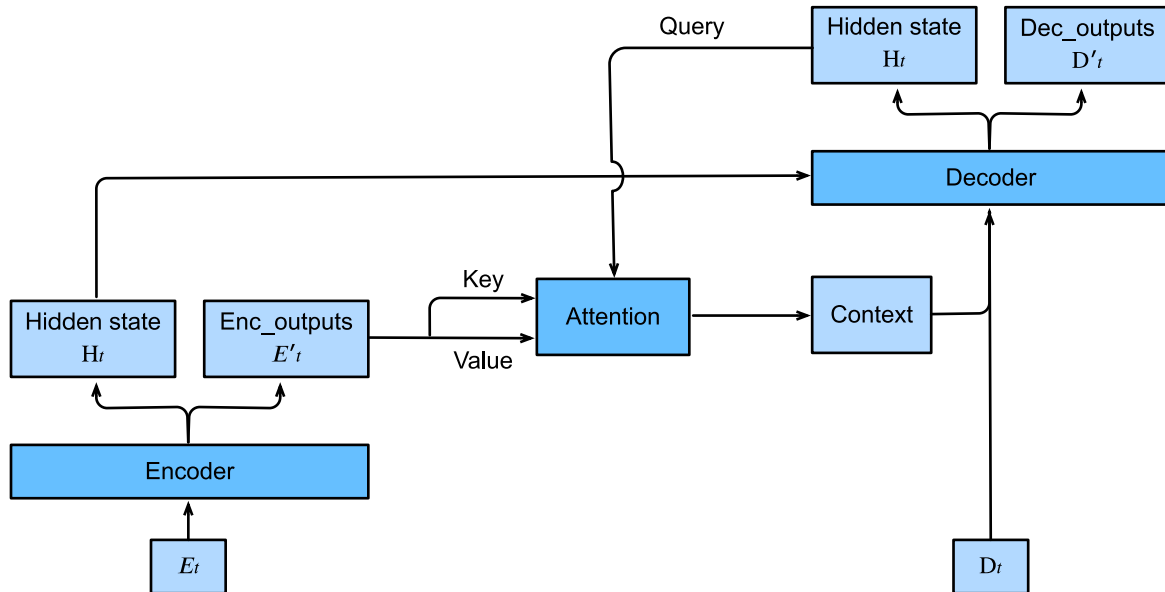 Query
Hidden state
Ht
Dec_outputs
D′t
Decoder
Key
Hidden state
Ht
Enc_outputs
E′t
Value
Attention
Context
Encoder
Et
Dt